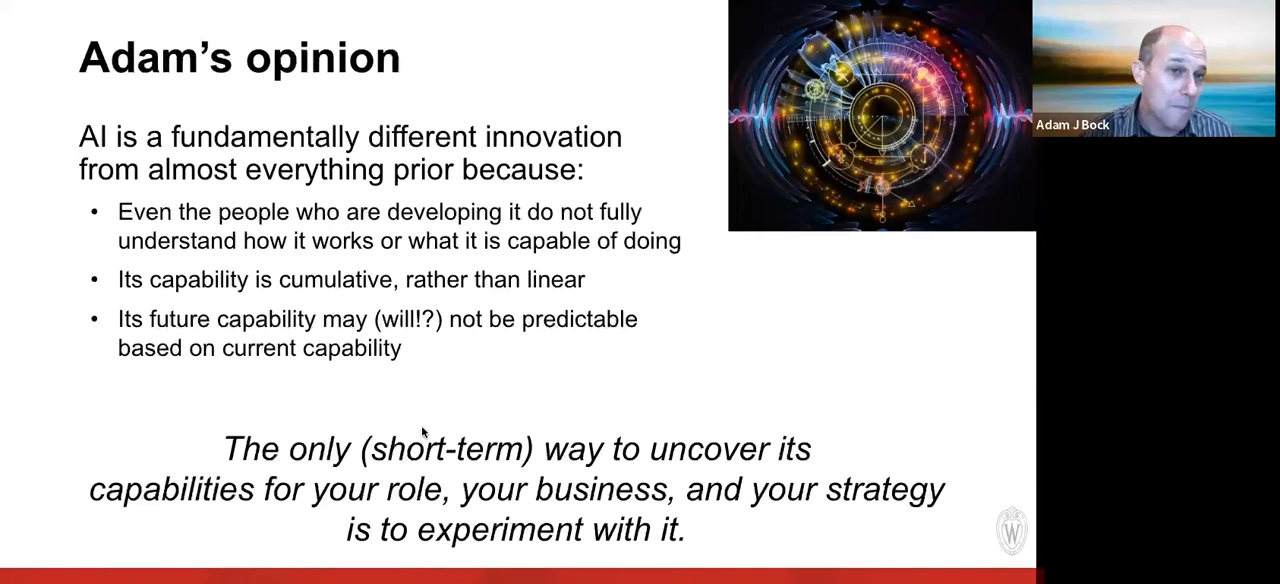 Adam’s opinion
AI is a fundamentally different innovation
from almost everything prior because:
• Even the people who are developing it do not fully
understand how it works or what it is capable of doing
• Its capability is cumulative, rather than linear
• Its future capability may (will!?) not be predictable
based on current capability
The only (short-term) way to uncover its
capabilities for your role, your business, and your strategy
is to experiment with it.
Adam J Bock
W